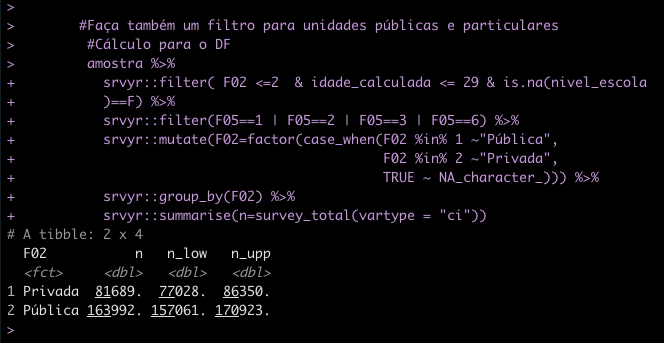 >
>        #Faça também um filtro para unidades públicas e particulares
>         #Cálculo para o DF
>         amostra %>%
+           srvyr::filter( F02 <=2  & idade_calculada <= 29 & is.na(nivel_escola
+           )==F) %>%
+           srvyr::filter(F05==1 | F05==2 | F05==3 | F05==6) %>%
+           srvyr::mutate(F02=factor(case_when(F02 %in% 1 ~"Pública",
+                                              F02 %in% 2 ~"Privada",
+                                              TRUE ~ NA_character_))) %>%
+           srvyr::group_by(F02) %>%
+           srvyr::summarise(n=survey_total(vartype = "ci"))
# A tibble: 2 x 4
  F02           n   n_low   n_upp
  <fct>     <dbl>   <dbl>   <dbl>
1 Privada  81689.  77028.  86350.
2 Pública 163992. 157061. 170923.
>